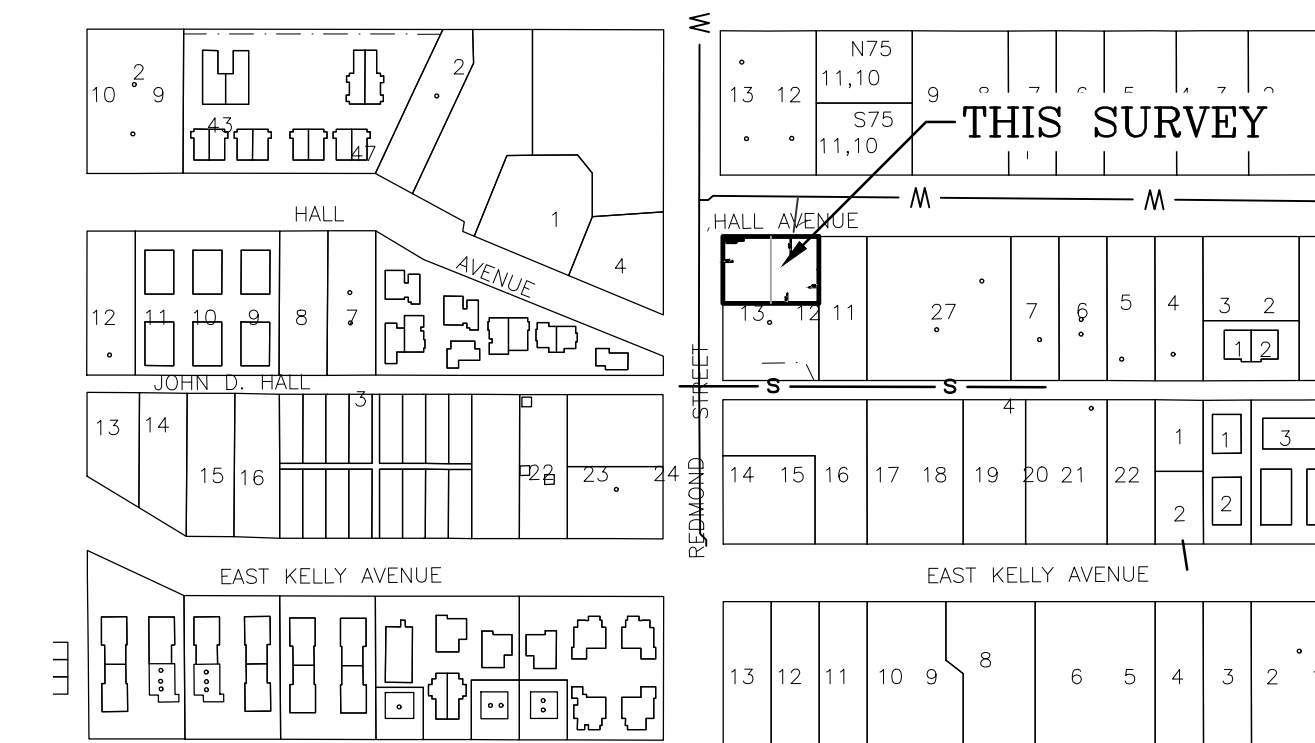 W
N75
11,10
2
10 9
43
47
2
13 12
9
THIS SURVEY
S75
11,10
1
4
HALL
AVENUE
W W
HALL AVENUE
12 11 10 9 8 7
13 12 11 27 7 6 5 4 3 2
1 2
JOHN D. HALL
STREET
S S
3
4
13 14
15 16
22 23 24
REDMOND
14 15 16 17 18 19 20 21 22
1
1
3
2
2
EAST KELLY AVENUE
EAST KELLY AVENUE
13 12 11 10 9 8 6 5 4 3 2